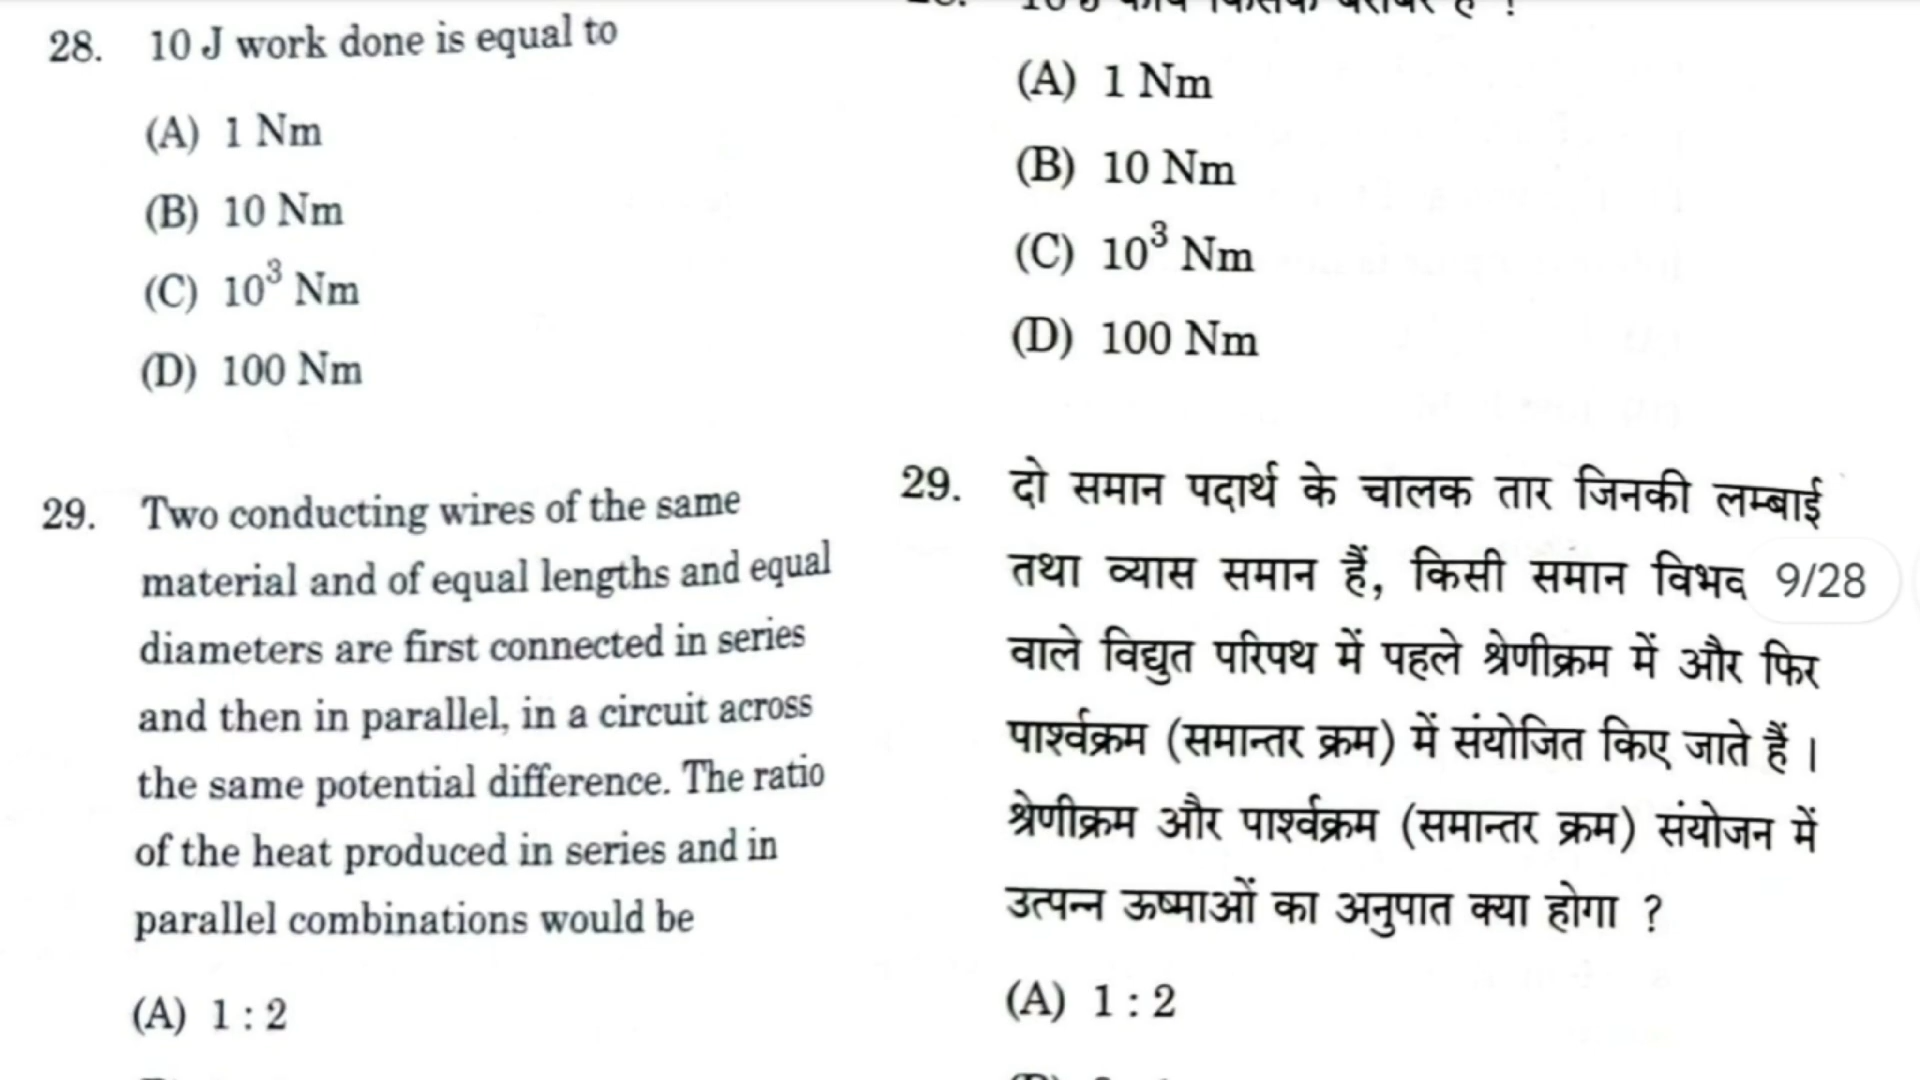 28. 10 J work done is equal to
(A) 1 Nm
(B) 10 Nm
(C) 10³ Nm
(D) 100 Nm
29. Two conducting wires of the same
material and of equal lengths and equal
diameters are first connected in series
and then in parallel, in a circuit across
the same potential difference. The ratio
of the heat produced in series and in
parallel combinations would be
(A) 1 : 2
(A) 1 Nm
(B) 10 Nm
(C) 10³ Nm
(D) 100 Nm
29. दो समान पदार्थ के चालक तार जिनकी लम्बाई
तथा व्यास समान हैं, किसी समान विभव
9/28
वाले विद्युत परिपथ में पहले श्रेणीक्रम में और फिर
पार्श्वक्रम (समान्तर क्रम) में संयोजित किए जाते हैं ।
श्रेणीक्रम और पार्श्वक्रम (समान्तर क्रम) संयोजन में
उत्पन्न ऊष्माओं का अनुपात क्या होगा ?
(A) 1 : 2